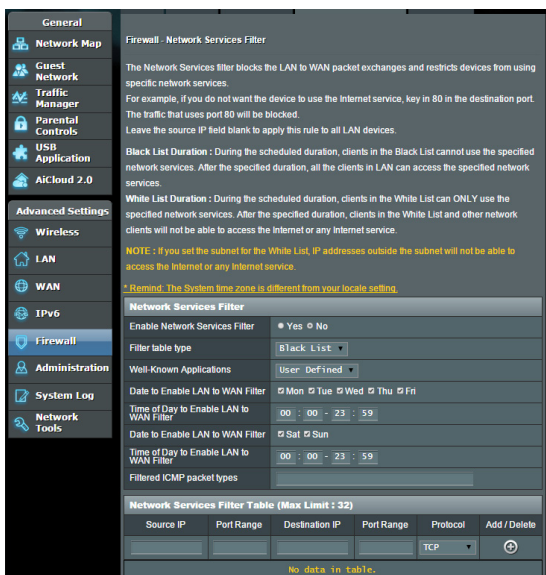 General
Network Map
Guest
Network
Traffic
Manager
Parental
Controls
USB
Application
AiCloud 2.0
Advanced Settings
Wireless
LAN
WAN
IPv6
Firewall
Administration
System Log
Network
Tools
Firewall - Network Services Filter
The Network Services filter blocks the LAN to WAN packet exchanges and restricts devices from using
specific network services.
For example, if you do not want the device to use the Internet service, key in 80 in the destination port.
The traffic that uses port 80 will be blocked.
Leave the source IP field blank to apply this rule to all LAN devices.
Black List Duration : During the scheduled duration, clients in the Black List cannot use the specified
network services. After the specified duration, all the clients in LAN can access the specified network
services.
White List Duration : During the scheduled duration, clients in the White List can ONLY use the
specified network services. After the specified duration, clients in the White List and other network
clients will not be able to access the Internet or any Internet service.
NOTE : If you set the subnet for the White List, IP addresses outside the subnet will not be able to
access the Internet or any Internet service.
* Remind: The System time zone is different from your locale setting.
Network Services Filter
Enable Network Services Filter Yes No
Filter table type Black List
Well-Known Applications User Defined
Date to Enable LAN to WAN Filter Mon Tue Wed Thu Fri
Time of Day to Enable LAN to
WAN Filter 00 : 00 - 23 : 59
Date to Enable LAN to WAN Filter Sat Sun
Time of Day to Enable LAN to
WAN Filter 00 : 00 - 23 : 59
Filtered ICMP packet types
Network Services Filter Table (Max Limit : 32)
Source IP Port Range Destination IP Port Range Protocol Add / Delete
TCP
No data in table.